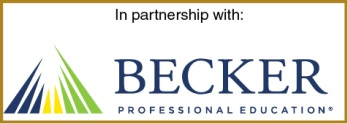 In partnership with:
BECKER
PROFESSIONAL EDUCATION®